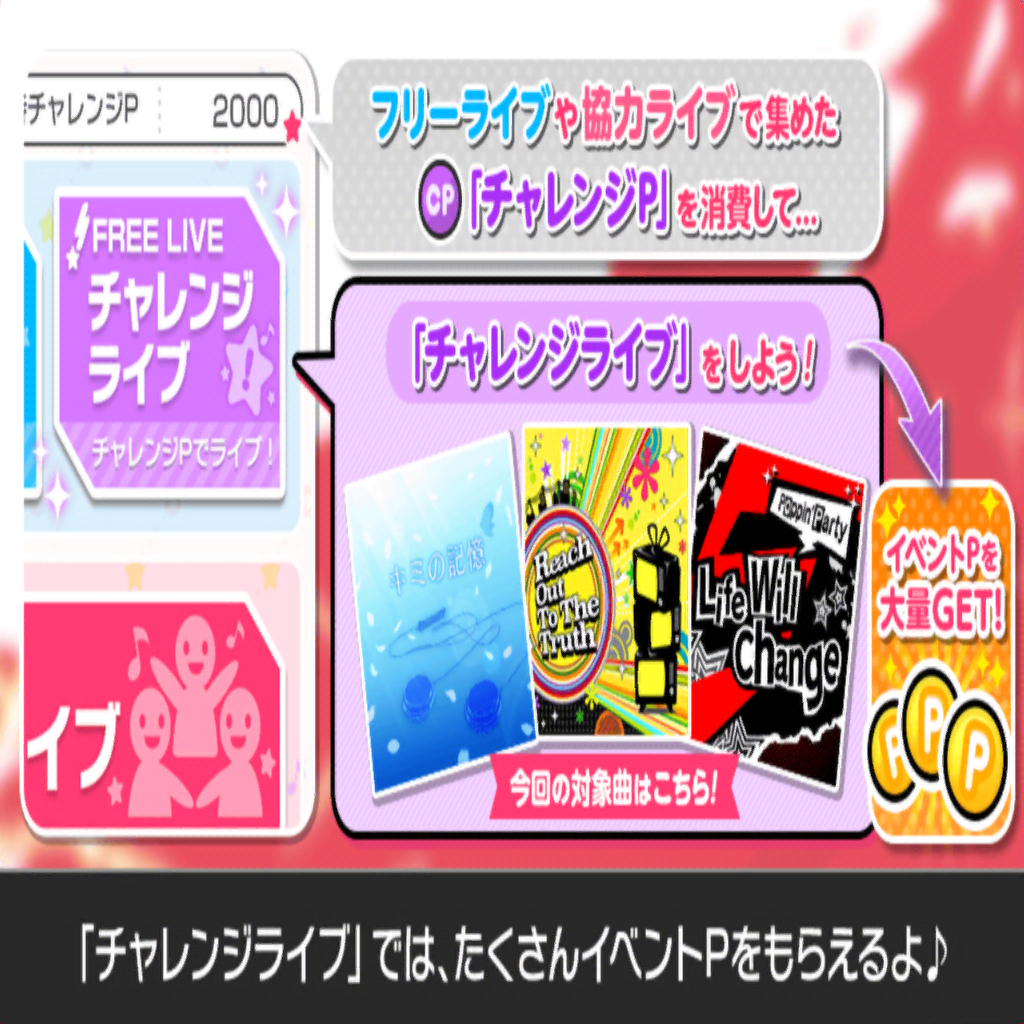 チャレンジP 2000
FREE LIVE
チャレンジ
ライブ
チャレンジPでライブ!
イブ
フリーライブや協力ライブで集めた
CP「チャレンジP」を消費して...
「チャレンジライブ」をしよう!
キミの記憶
Reach
Out
To The
Truth
Poppin'Party
Life Will
Change
今回の対象曲はこちら!
イベントPを
大量GET!
P P P
「チャレンジライブ」では、たくさんイベントPをもらえるよ♪